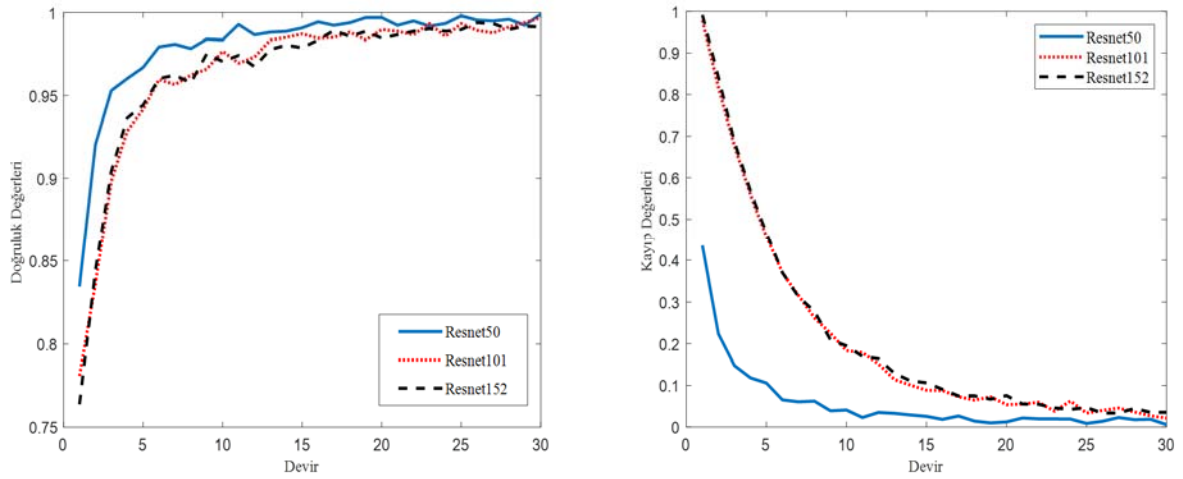 Doğruluk Değerleri
1
0.95
0.9
0.85
0.8
0.75
0 5 10 15 20 25 30
Devir
Resnet50
Resnet101
Resnet152
Kayıp Değerleri
1
0.9
0.8
0.7
0.6
0.5
0.4
0.3
0.2
0.1
0
0 5 10 15 20 25 30
Devir
Resnet50
Resnet101
Resnet152